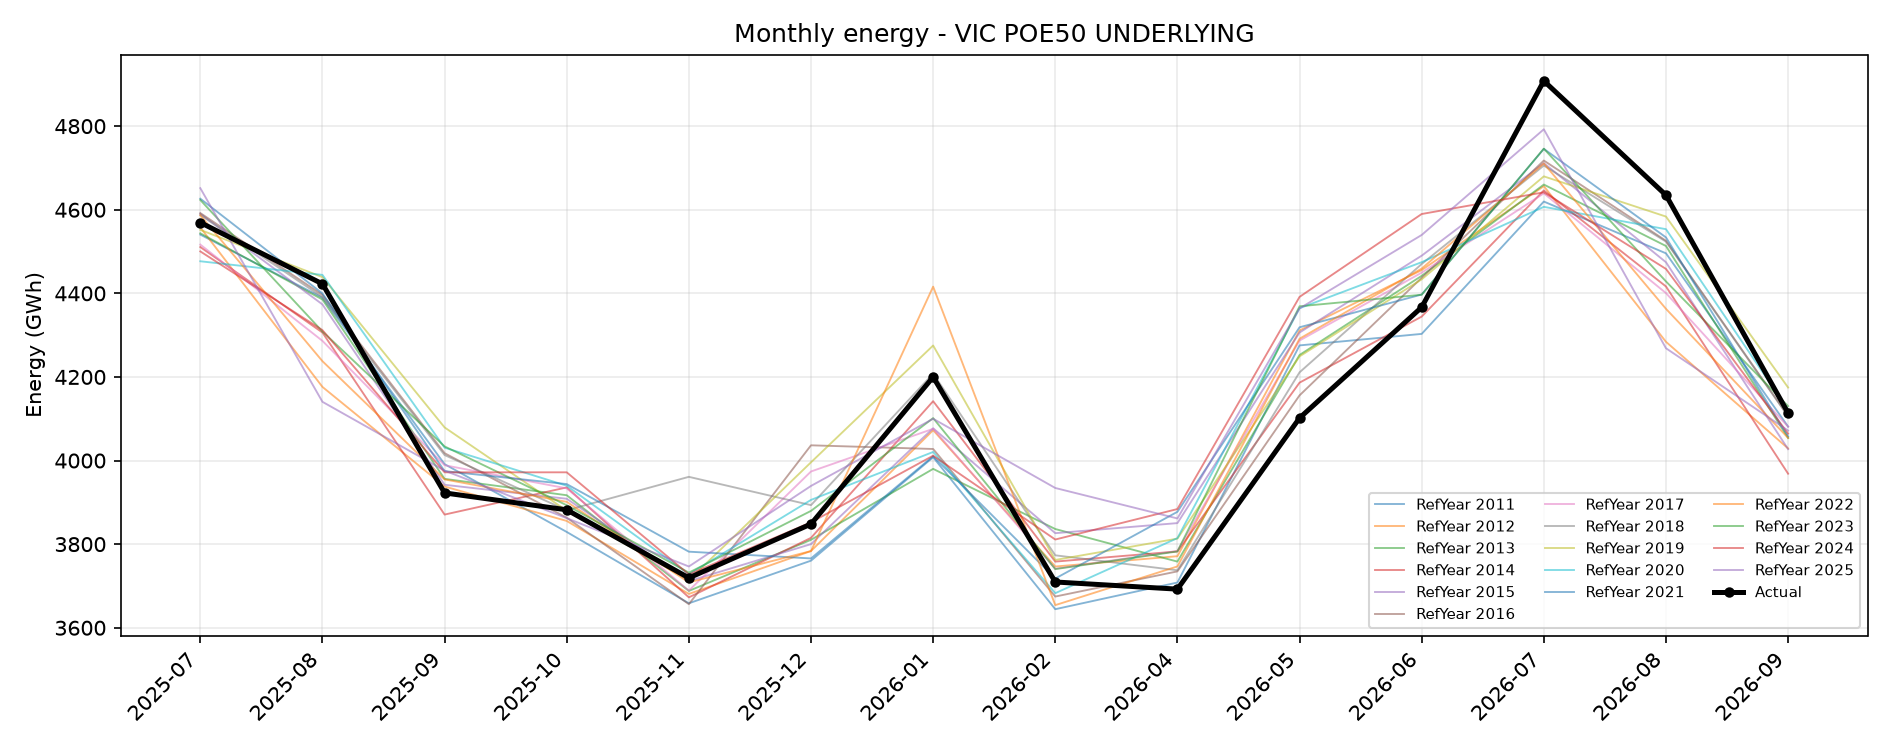 Monthly energy - VIC POE50 UNDERLYING
Energy (GWh)
4800
4600
4400
4200
4000
3800
3600
2025-07
2025-08
2025-09
2025-10
2025-11
2025-12
2026-01
2026-02
2026-04
2026-05
2026-06
2026-07
2026-08
2026-09
RefYear 2011
RefYear 2012
RefYear 2013
RefYear 2014
RefYear 2015
RefYear 2016
RefYear 2017
RefYear 2018
RefYear 2019
RefYear 2020
RefYear 2021
RefYear 2022
RefYear 2023
RefYear 2024
RefYear 2025
Actual